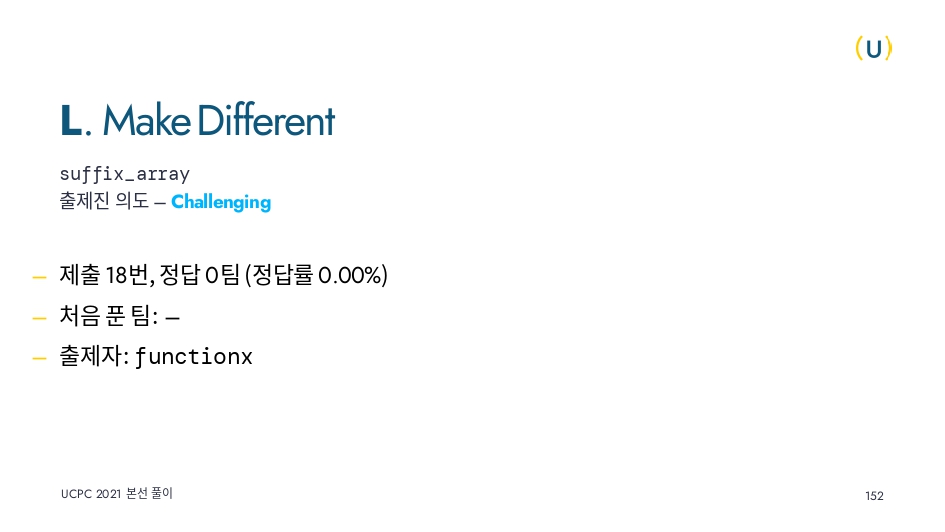 (U)
L. Make Different
suffix_array
출제진 의도 – Challenging
– 제출 18번, 정답 0팀 (정답률 0.00%)
– 처음 푼 팀: –
– 출제자: functionx
UCPC 2021 본선 풀이
152